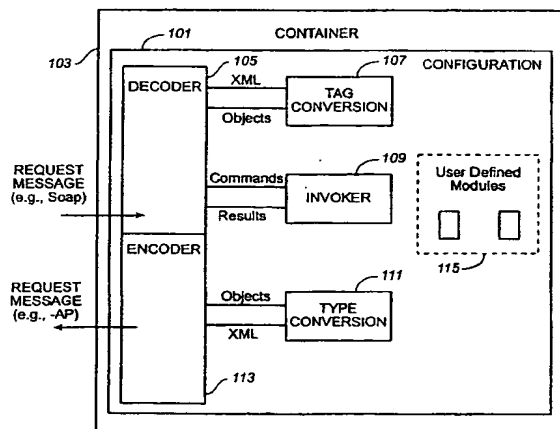 CONTAINER
101
103
105
107
CONFIGURATION
DECODER
XML
TAG
CONVERSION
Objects
109
REQUEST
MESSAGE
(e.g., Soap)
Commands
INVOKER
Results
User Defined
Modules
115
ENCODER
111
REQUEST
MESSAGE
(e.g., -AP)
Objects
TYPE
CONVERSION
XML
113